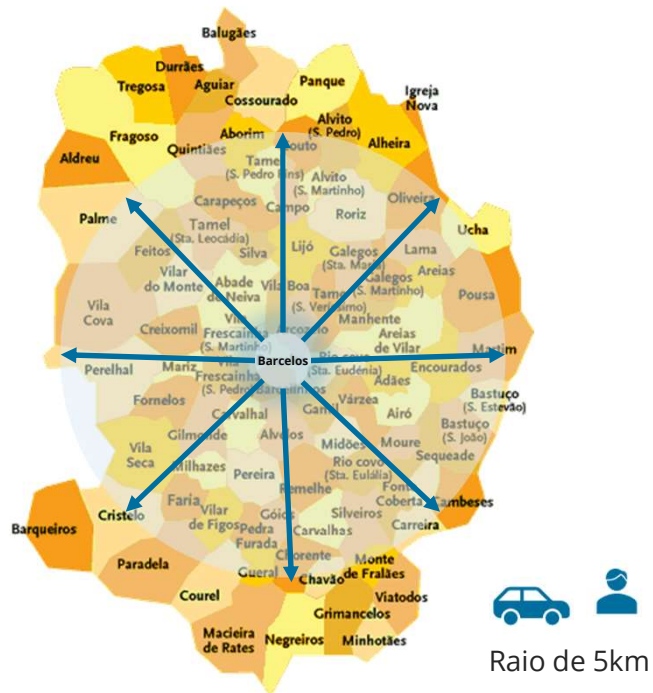 Balugães
Durrães
Tregosa
Aguiar
Panque
Cossourado
Igreja
Nova
Fragoso
Aborim
Alvito
(S. Pedro)
Alheira
Aldreu
Quintiães
Couto
Tamel
(S. Pedro Fins)
Alvito
(S. Martinho)
Carapeços
Campo
Oliveira
Palme
Roriz
Tamel
(Sta. Leocádia)
Ucha
Feitos
Silva
Lijó
Galegos
(Sta. Maria)
Lama
Vilar
do Monte
Abade
de Neiva
Vila Boa
Galegos
(S. Martinho)
Areias
Tamel
(S. Veríssimo)
Pousa
Vila
Cova
Creixomil
Vila
Frescainha
(S. Martinho)
Arcozelo
Manhente
Areias
de Vilar
Martim
Barcelos
Perelhal
Mariz
Vila
Frescainha
(S. Pedro)
Barcelinhos
Rio covo
(Sta. Eugénia)
Encourados
Adães
Bastuço
(S. Estevão)
Fornelos
Carvalhal
Gamil
Várzea
Airó
Bastuço
(S. João)
Gilmonde
Alvelos
Midões
Moure
Vila
Seca
Milhazes
Pereira
Rio covo
(Sta. Eulália)
Sequeade
Remelhe
Fonte
Coberta
Cambeses
Faria
Vilar
de Figos
Góios
Silveiros
Cristelo
Pedra
Furada
Carvalhas
Carreira
Barqueiros
Chorente
Paradela
Gueral
Chavão
Monte
de Fralães
Courel
Viatodos
Grimancelos
Macieira
de Rates
Negreiros
Minhotães
Raio de 5km